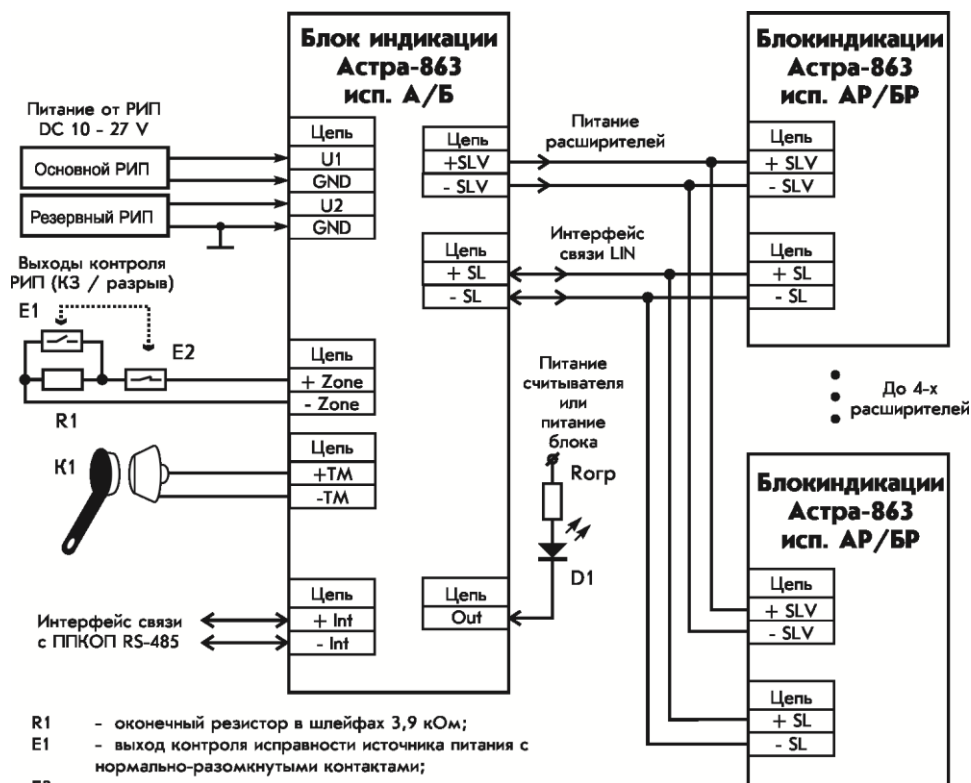 Блок индикации
Астра-863
исп. А/Б
Питание от РИП
DC 10 - 27 V
Основной РИП
Резервный РИП
Цепь
U1
GND
U2
GND
Цепь
+SLV
- SLV
Питание
расширителей
Цепь
+ SL
- SL
Интерфейс
связи LIN
Выходы контроля
РИП (КЗ / разрыв)
E1
E2
R1
Цепь
+ Zone
- Zone
К1
Цепь
+TM
-TM
Интерфейс связи
с ППКОП RS-485
Цепь
+ Int
- Int
Питание
считывателя
или
питание
блока
Rогр
D1
Цепь
Out
Блокиндикации
Астра-863
исп. АР/БР
Цепь
+ SLV
- SLV
Цепь
+ SL
- SL
До 4-х
расширителей
Блокиндикации
Астра-863
исп. АР/БР
Цепь
+ SLV
- SLV
Цепь
+ SL
- SL
R1 - оконечный резистор в шлейфах 3,9 кОм;
E1 - выход контроля исправности источника питания с
нормально-разомкнутыми контактами;